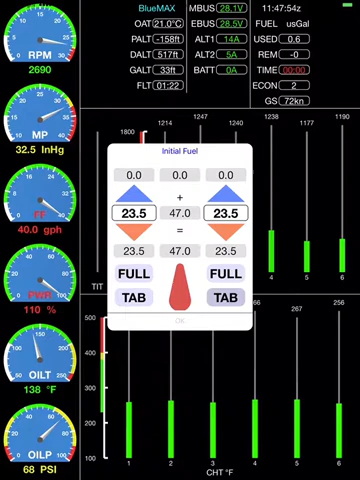 BlueMAX
OAT 21.0°C
PALT -158ft
DALT 517ft
GALT 33ft
FLT 01:22
MBUS 28.1V
EBUS 28.5V
ALT1 14A
ALT2 5A
BATT 0A
11:47:54z
FUEL usGal
USED 0.6
REM -0
TIME 00:00
ECON 2
GS 72kn
RPM
2690
MP
32.5 InHg
FF
40.0 gph
PWR
110 %
OILT
138 °F
OILP
68 PSI
1800
1214 1247 1240 1238 1177 1190
TIT 4 5 6
Initial Fuel
0.0 0.0 0.0
+
23.5 47.0 23.5
=
23.5 47.0 23.5
FULL FULL
TAB TAB
OK
500
400
300
200
100
267 266 267 256
1 2 3 4 5 6
CHT °F